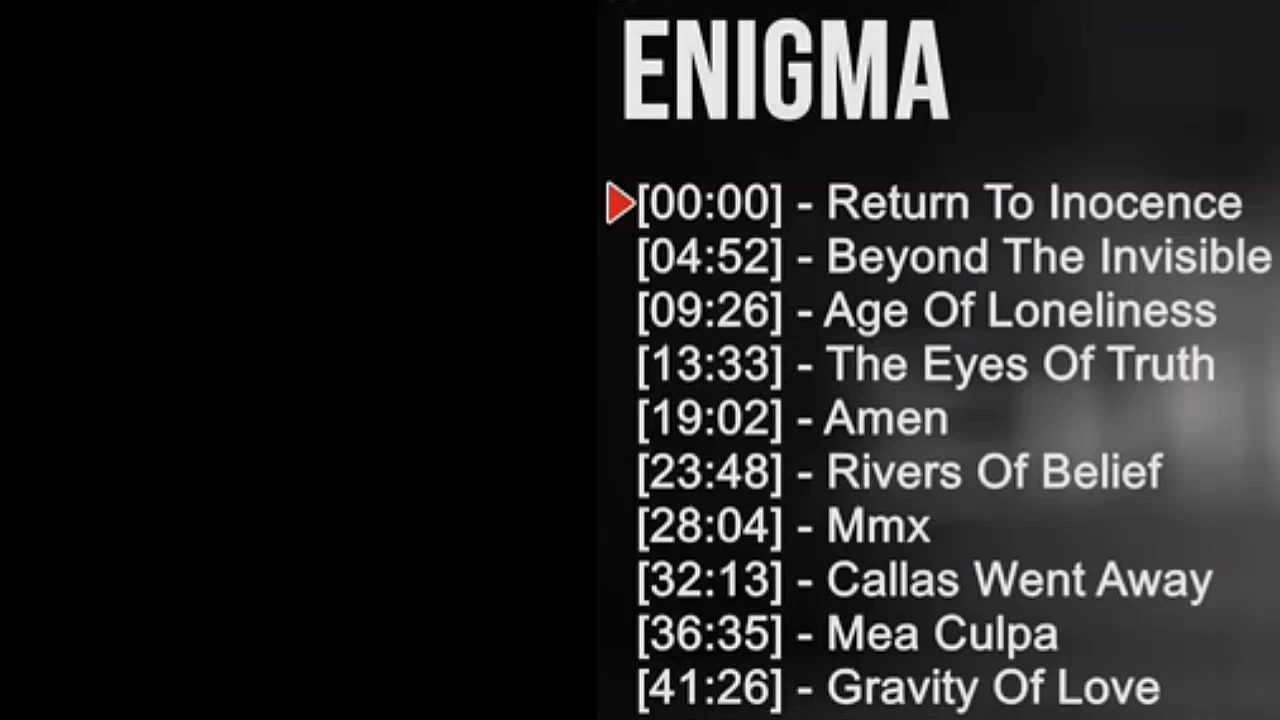 ENIGMA
[00:00] - Return To Inocence
[04:52] - Beyond The Invisible
[09:26] - Age Of Loneliness
[13:33] - The Eyes Of Truth
[19:02] - Amen
[23:48] - Rivers Of Belief
[28:04] - Mmx
[32:13] - Callas Went Away
[36:35] - Mea Culpa
[41:26] - Gravity Of Love